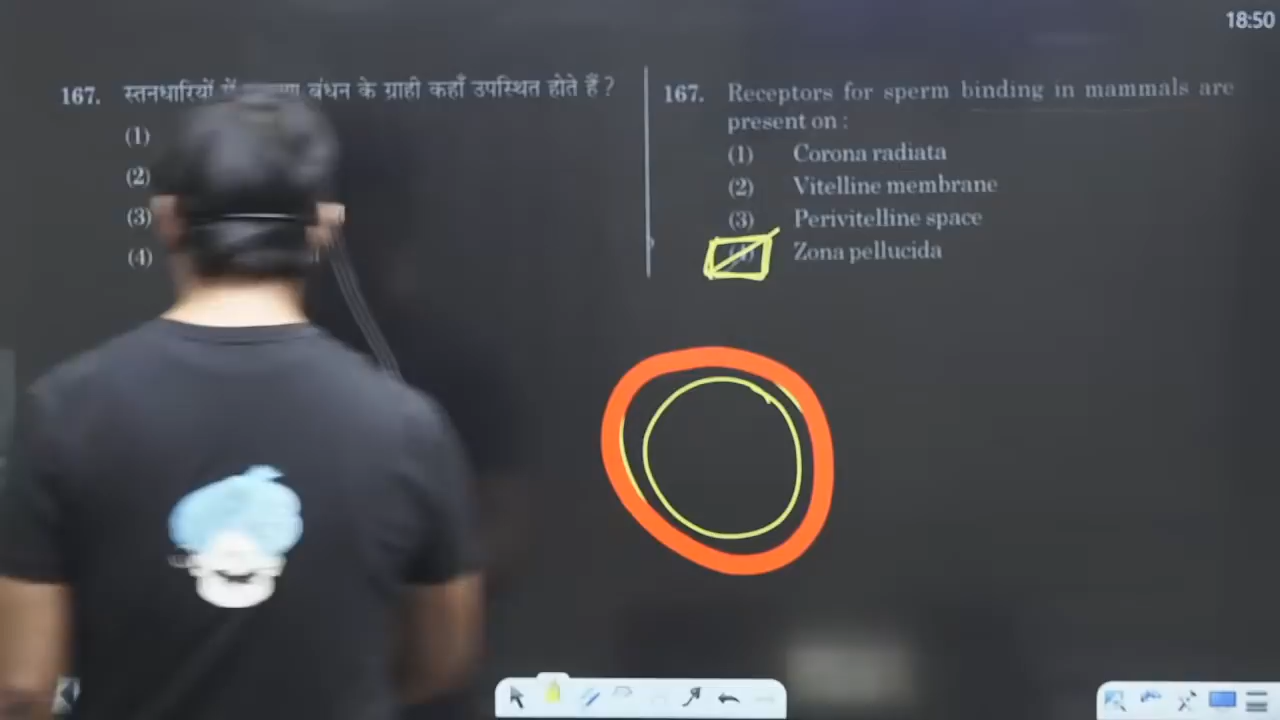 18:50
167. स्तनधारियों बंधन के ग्राही कहाँ उपस्थित होते हैं ?
(1)
(2)
(3)
(4)
167. Receptors for sperm binding in mammals are
present on :
(1) Corona radiata
(2) Vitelline membrane
(3) Perivitelline space
Zona pellucida